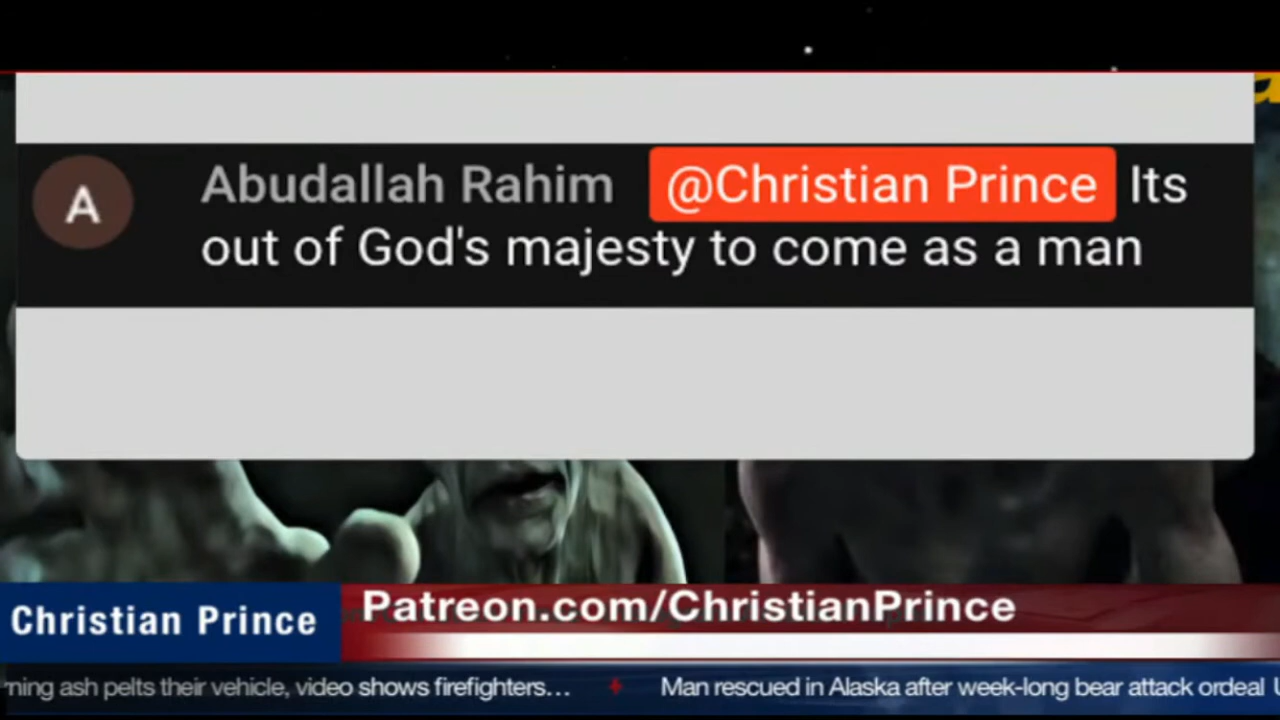 A
Abudallah Rahim @Christian Prince Its
out of God's majesty to come as a man
Christian Prince
Patreon.com/ChristianPrince
ash pelts their vehicle, video shows firefighters... Man rescued in Alaska after week-long bear attack ordeal